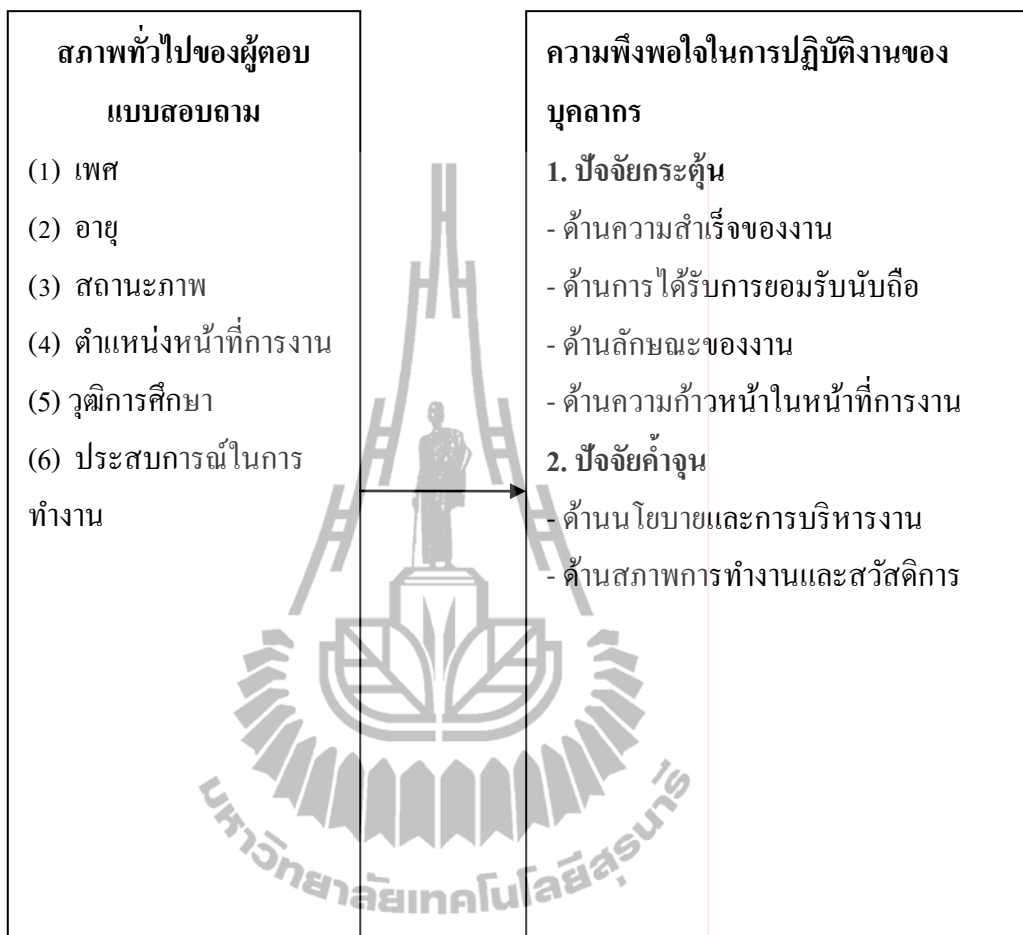 สภาพทั่วไปของผู้ตอบ
แบบสอบถาม
(1) เพศ
(2) อายุ
(3) สถานะภาพ
(4) ตำแหน่งหน้าที่การงาน
(5) วุฒิการศึกษา
(6) ประสบการณ์ในการ
ทำงาน
ความพึงพอใจในการปฏิบัติงานของ
บุคลากร
1. ปัจจัยกระตุ้น
- ด้านความสำเร็จของงาน
- ด้านการได้รับการยอมรับนับถือ
- ด้านลักษณะของงาน
- ด้านความก้าวหน้าในหน้าที่การงาน
2. ปัจจัยค้ำจุน
- ด้านนโยบายและการบริหารงาน
- ด้านสภาพการทำงานและสวัสดิการ
มหาวิทยาลัยเทคโนโลยีสุรนารี